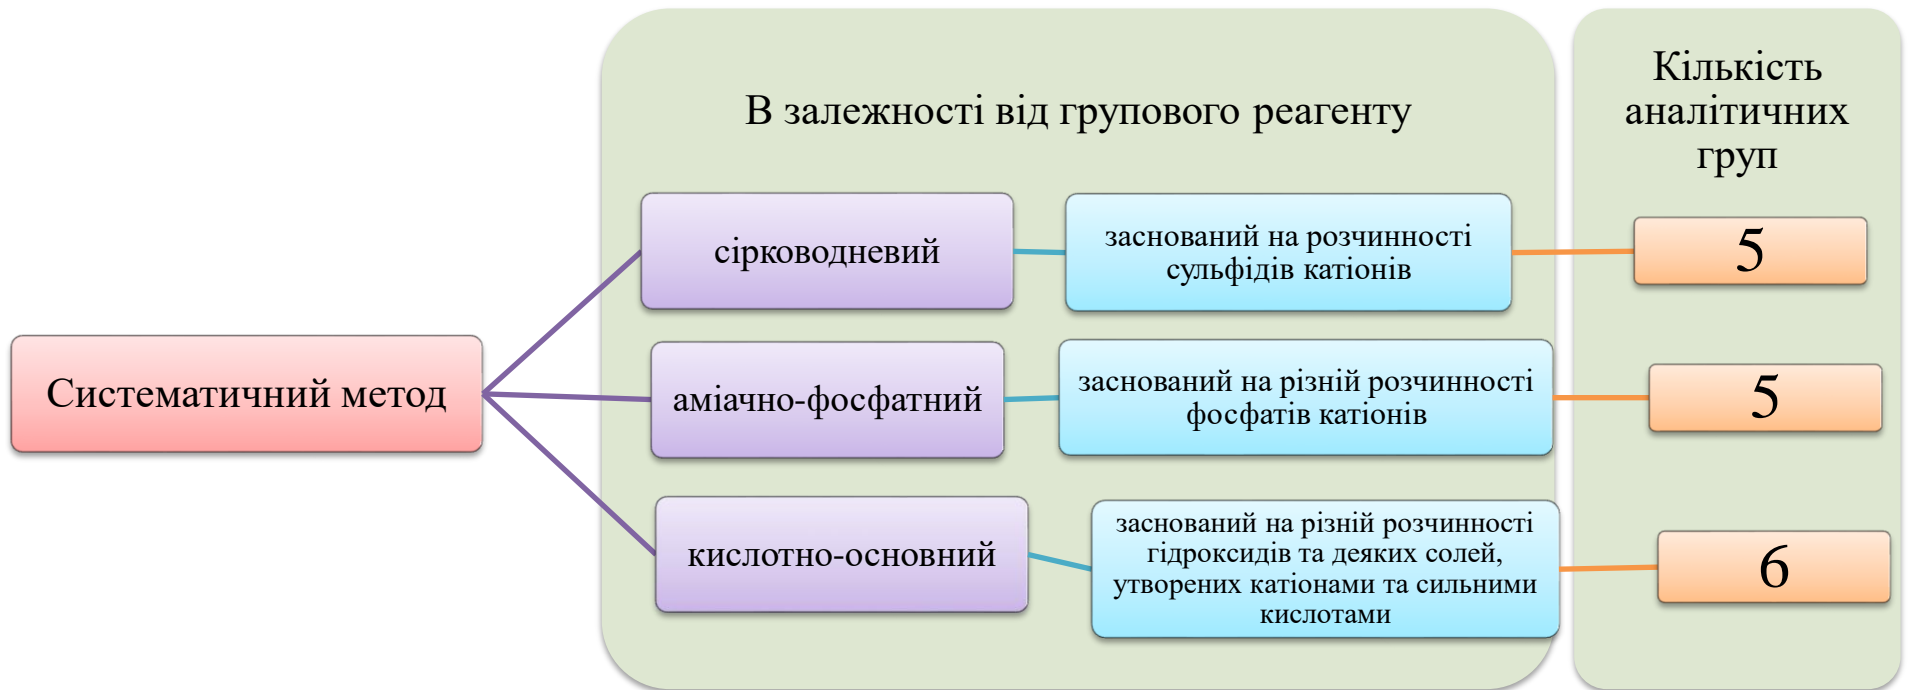 В залежності від групового реагенту
Кількість
аналітичних
груп
Систематичний метод
сірководневий
заснований на розчинності
сульфідів катіонів
5
аміачно-фосфатний
заснований на різній розчинності
фосфатів катіонів
5
кислотно-основний
заснований на різній розчинності
гідроксидів та деяких солей,
утворених катіонами та сильними
кислотами
6